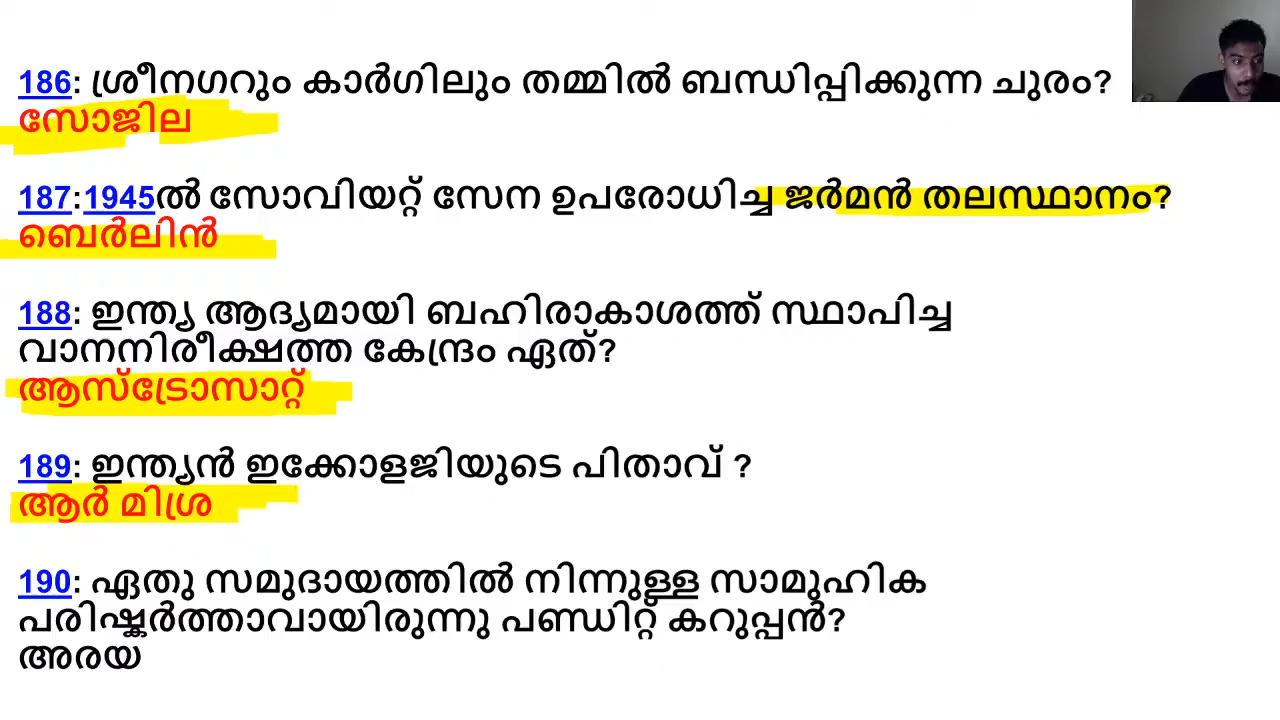 186: ശ്രീനഗറും കാർഗിലും തമ്മിൽ ബന്ധിപ്പിക്കുന്ന ചുരം?
സോജില
187:1945ൽ സോവിയറ്റ് സേന ഉപരോധിച്ച ജർമൻ തലസ്ഥാനം?
ബെർലിൻ
188: ഇന്ത്യ ആദ്യമായി ബഹിരാകാശത്ത് സ്ഥാപിച്ച
വാനനിരീക്ഷത്ത കേന്ദ്രം ഏത്?
ആസ്ട്രോസാറ്റ്
189: ഇന്ത്യൻ ഇക്കോളജിയുടെ പിതാവ് ?
ആർ മിശ്ര
190: ഏതു സമുദായത്തിൽ നിന്നുള്ള സാമൂഹിക
പരിഷ്കർത്താവായിരുന്നു പണ്ഡിറ്റ് കറുപ്പൻ?
അരയ